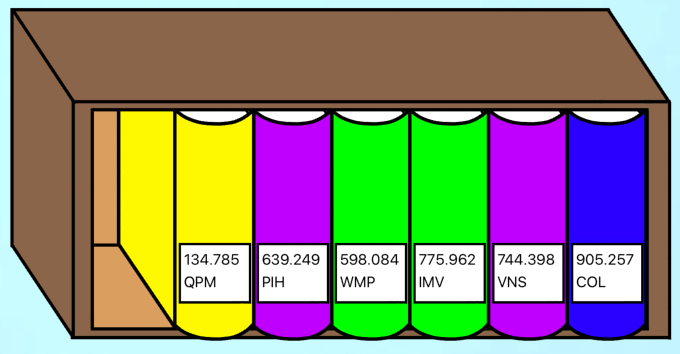 134.785
QPM
639.249
PIH
598.084
WMP
775.962
IMV
744.398
VNS
905.257
COL